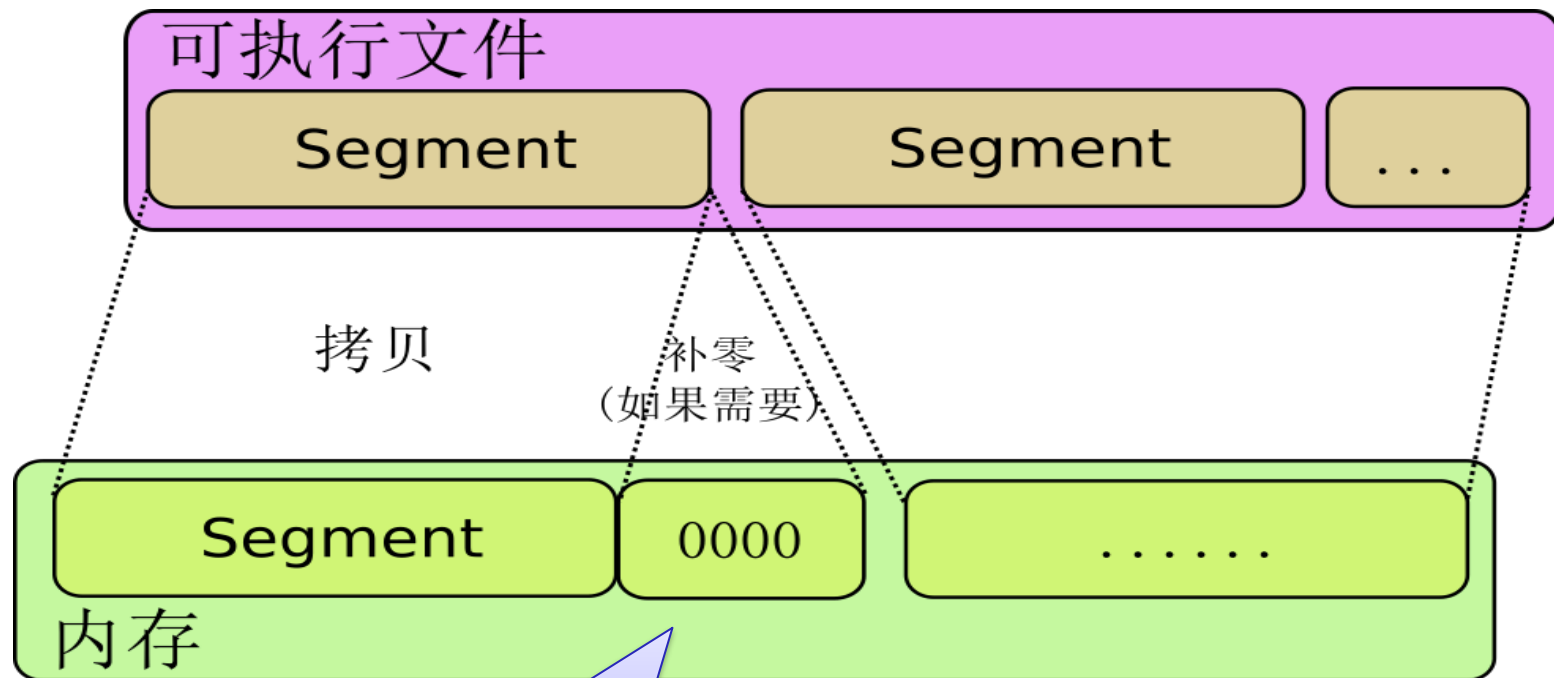 可执行文件
Segment
Segment
...
拷贝
补零
(如果需要)
Segment
0000
......
内存